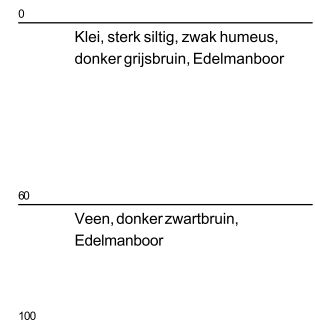 0
Klei, sterk siltig, zwak humeus,
donker grijsbruin, Edelmanboor
60
Veen, donker zwartbruin,
Edelmanboor
100